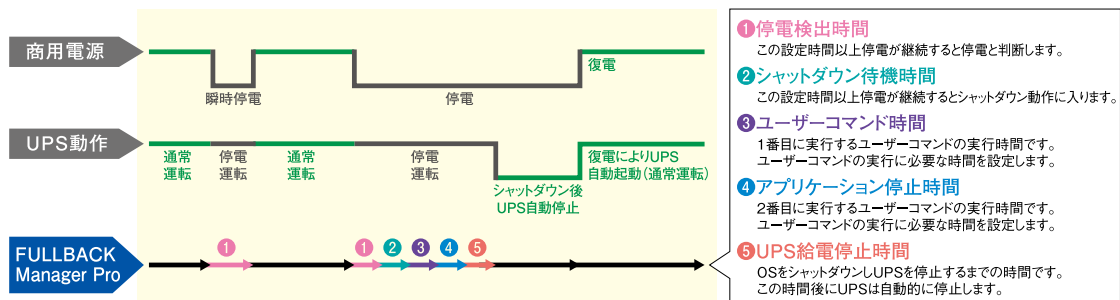 商用電源
瞬時停電
停電
復電
UPS動作
通常
運転
停電
運転
通常
運転
停電
運転
シャットダウン後
UPS自動停止
復電によりUPS
自動起動(通常運転)
FULLBACK
Manager Pro
1
1
2
3
4
5
1停電検出時間
この設定時間以上停電が継続すると停電と判断します。
2シャットダウン待機時間
この設定時間以上停電が継続するとシャットダウン動作に入ります。
3ユーザーコマンド時間
1番目に実行するユーザーコマンドの実行時間です。
ユーザーコマンドの実行に必要な時間を設定します。
4アプリケーション停止時間
2番目に実行するユーザーコマンドの実行時間です。
ユーザーコマンドの実行に必要な時間を設定します。
5UPS給電停止時間
OSをシャットダウンしUPSを停止するまでの時間です。
この時間後にUPSは自動的に停止します。